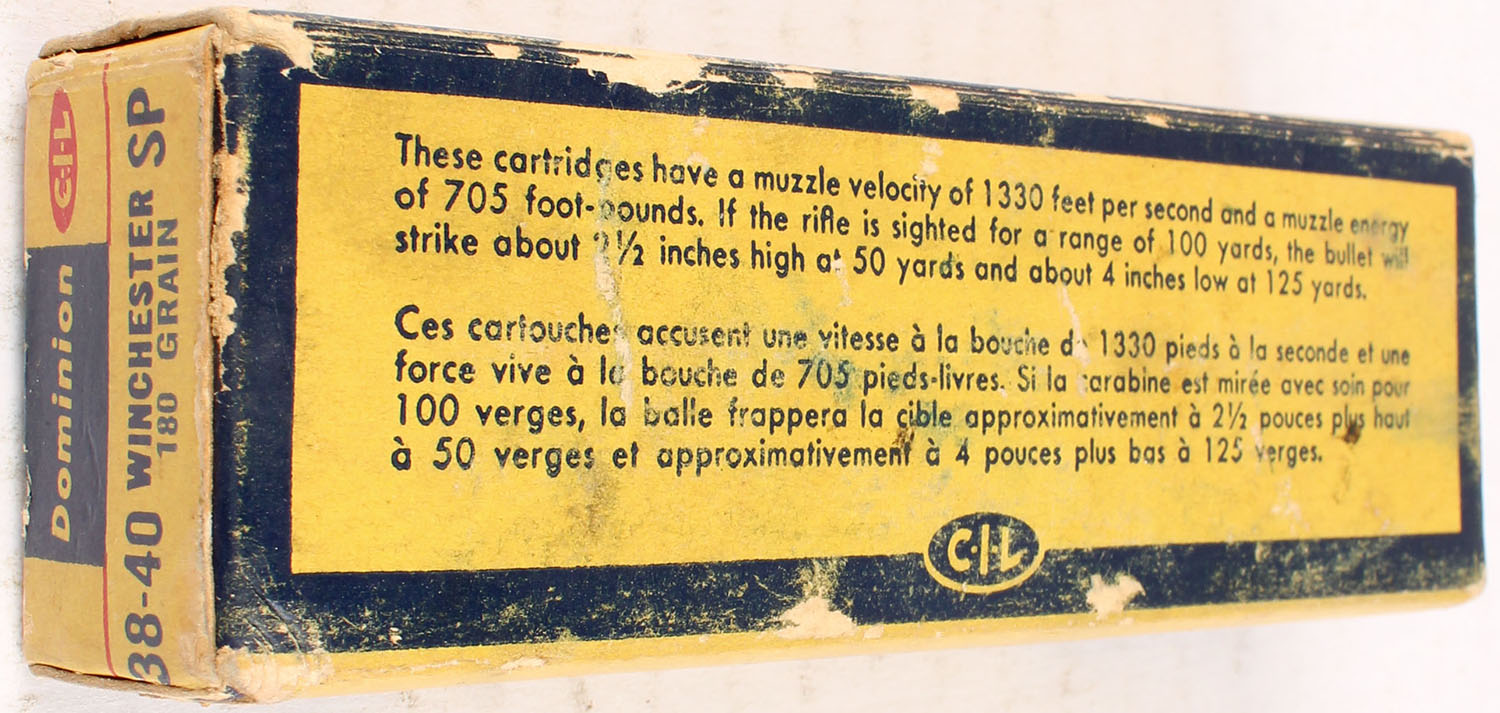 C·I·L
Dominion
38-40 WINCHESTER SP
180 GRAIN
These cartridges have a muzzle velocity of 1330 feet per second and a muzzle energy
of 705 foot-pounds. If the rifle is sighted for a range of 100 yards, the bullet will
strike about 2½ inches high at 50 yards and about 4 inches low at 125 yards.
Ces cartouches accusent une vitesse à la bouche de 1330 pieds à la seconde et une
force vive à la bouche de 705 pieds-livres. Si la carabine est mirée avec soin pour
100 verges, la balle frappera la cible approximativement à 2½ pouces plus haut
à 50 verges et approximativement à 4 pouces plus bas à 125 verges.
C·I·L